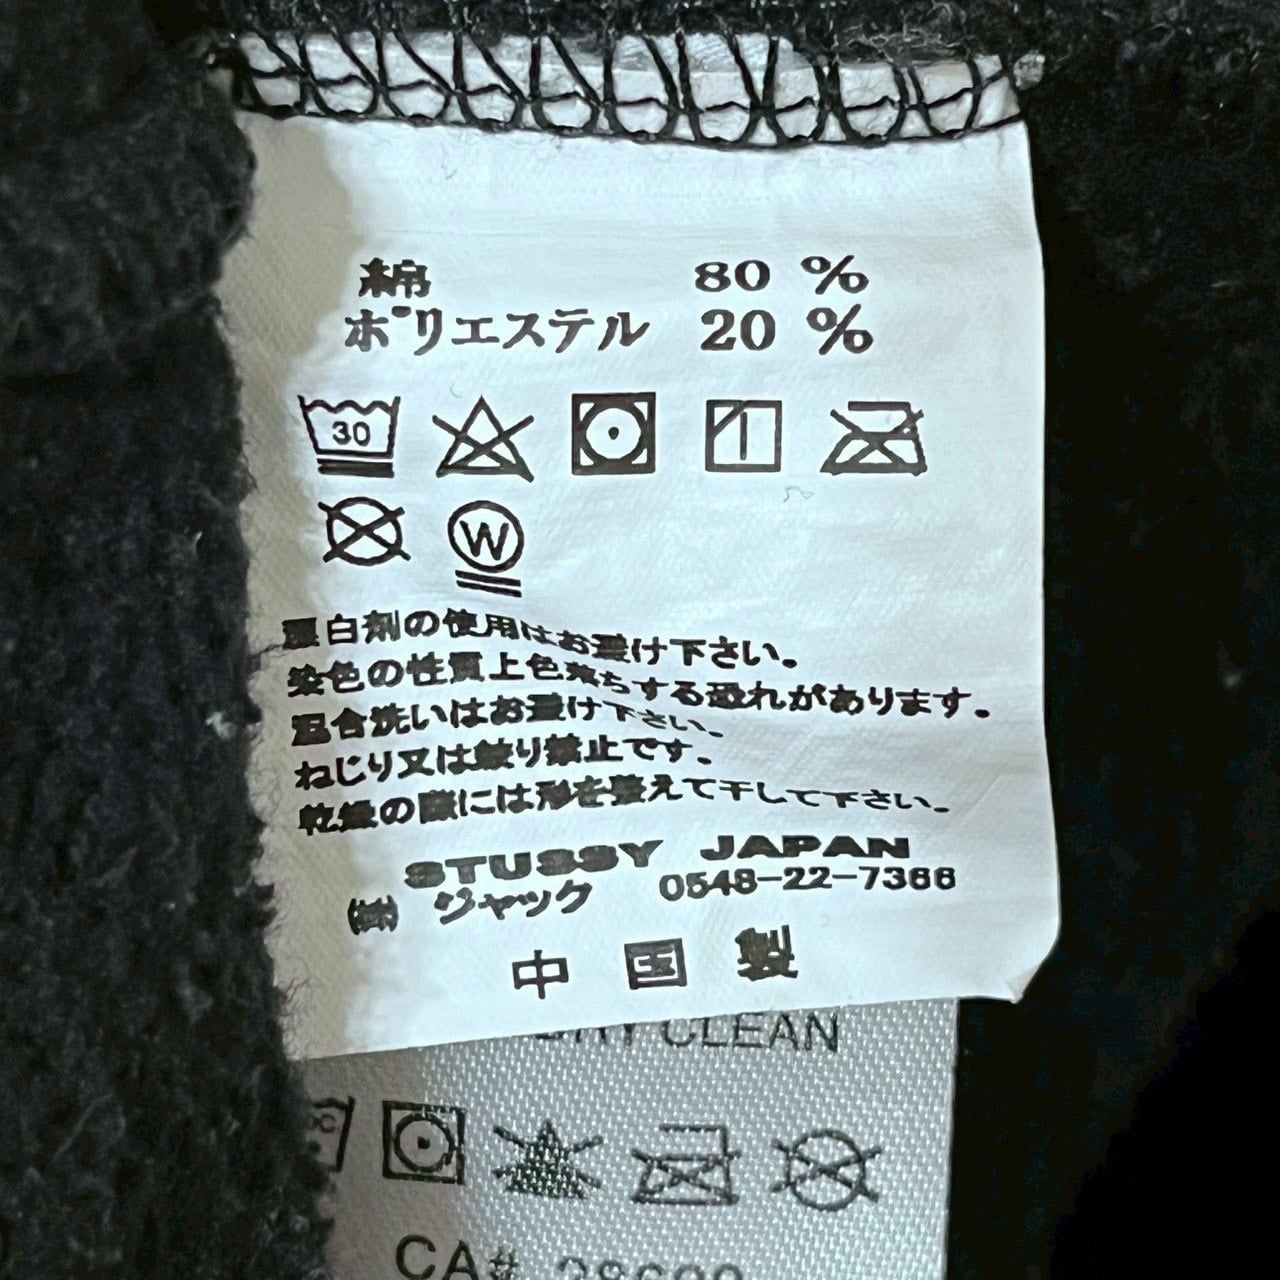 綿 80 %
ポリエステル 20 %
30
W
漂白剤の使用はお避け下さい。
染色の性質上色落ちする恐れがあります。
混合洗いはお避け下さい。
ねじり又は絞り禁止です。
乾燥の際には形を整えて干して下さい。
STUSSY JAPAN
(株) ジャック 0548-22-7366
中国製
DRY CLEAN
CA#